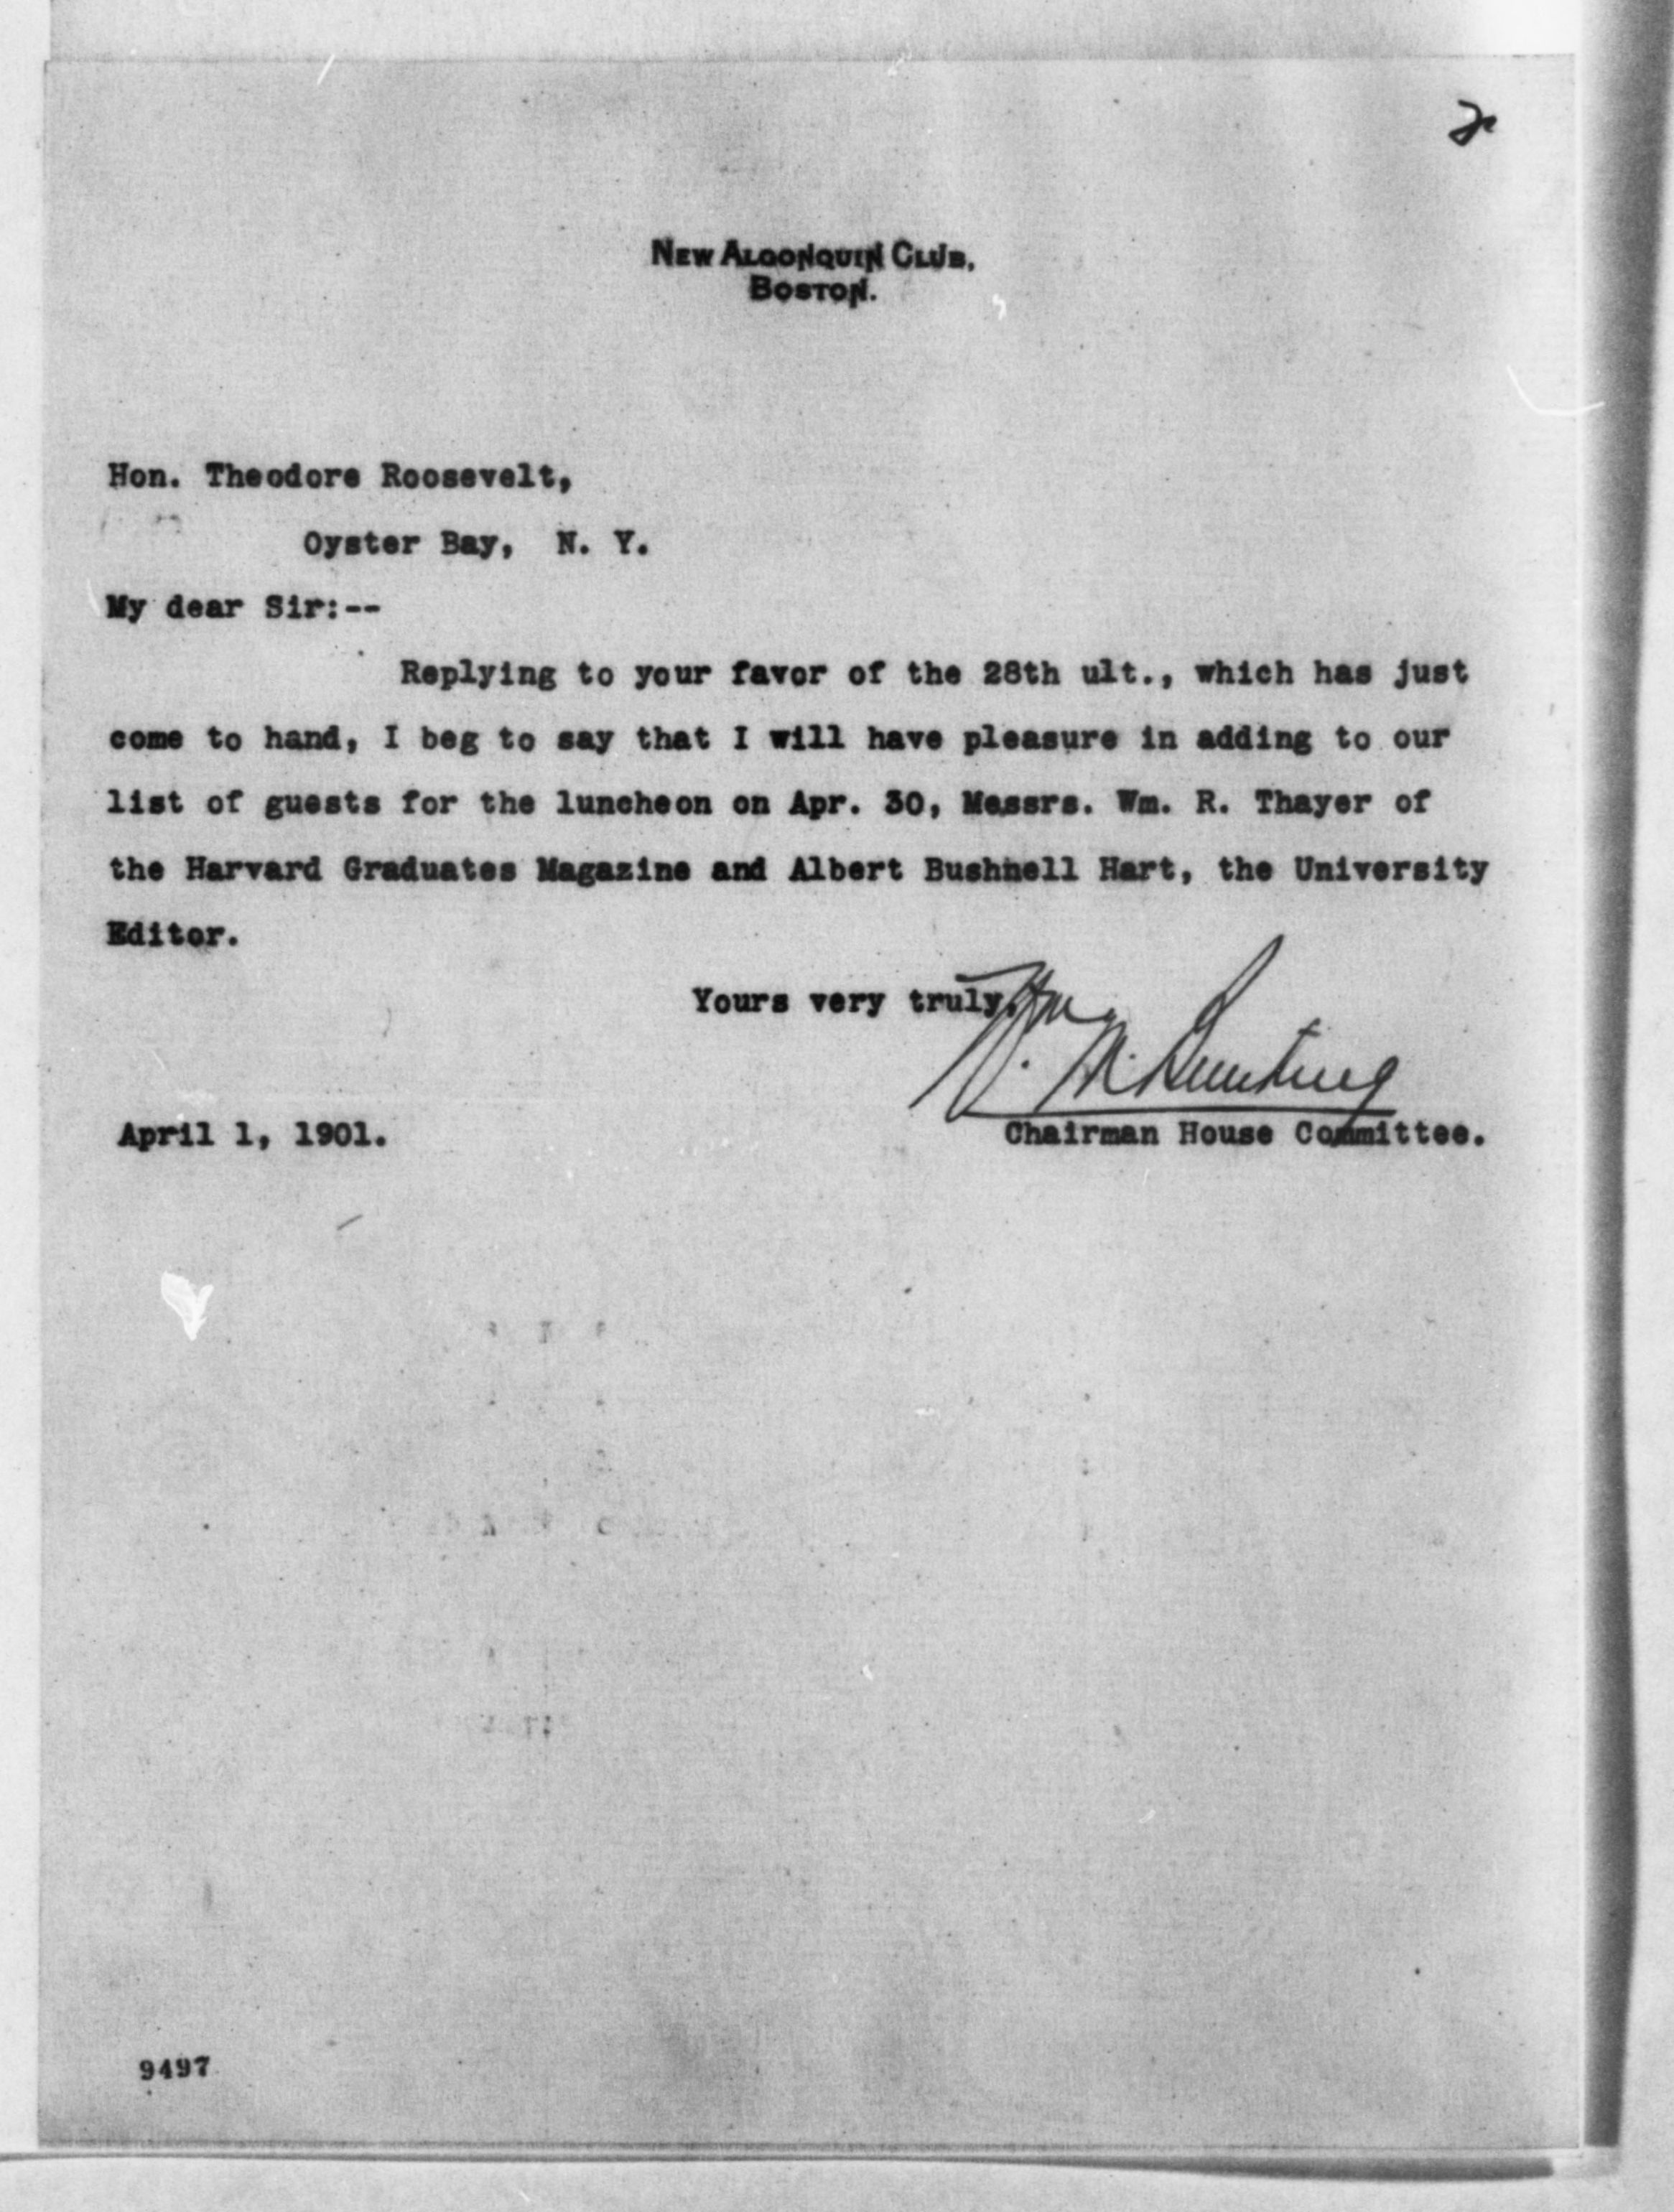 New Algonquin Club,
Boston.
Hon. Theodore Roosevelt,
Oyster Bay, N. Y.
My dear Sir:--
Replying to your favor of the 28th ult., which has just
come to hand, I beg to say that I will have pleasure in adding to our
list of guests for the luncheon on Apr. 30, Messrs. Wm. R. Thayer of
the Harvard Graduates Magazine and Albert Bushnell Hart, the University
Editor.
Yours very truly,
Wm.
Bunting
April 1, 1901.
Chairman House Committee.
9497